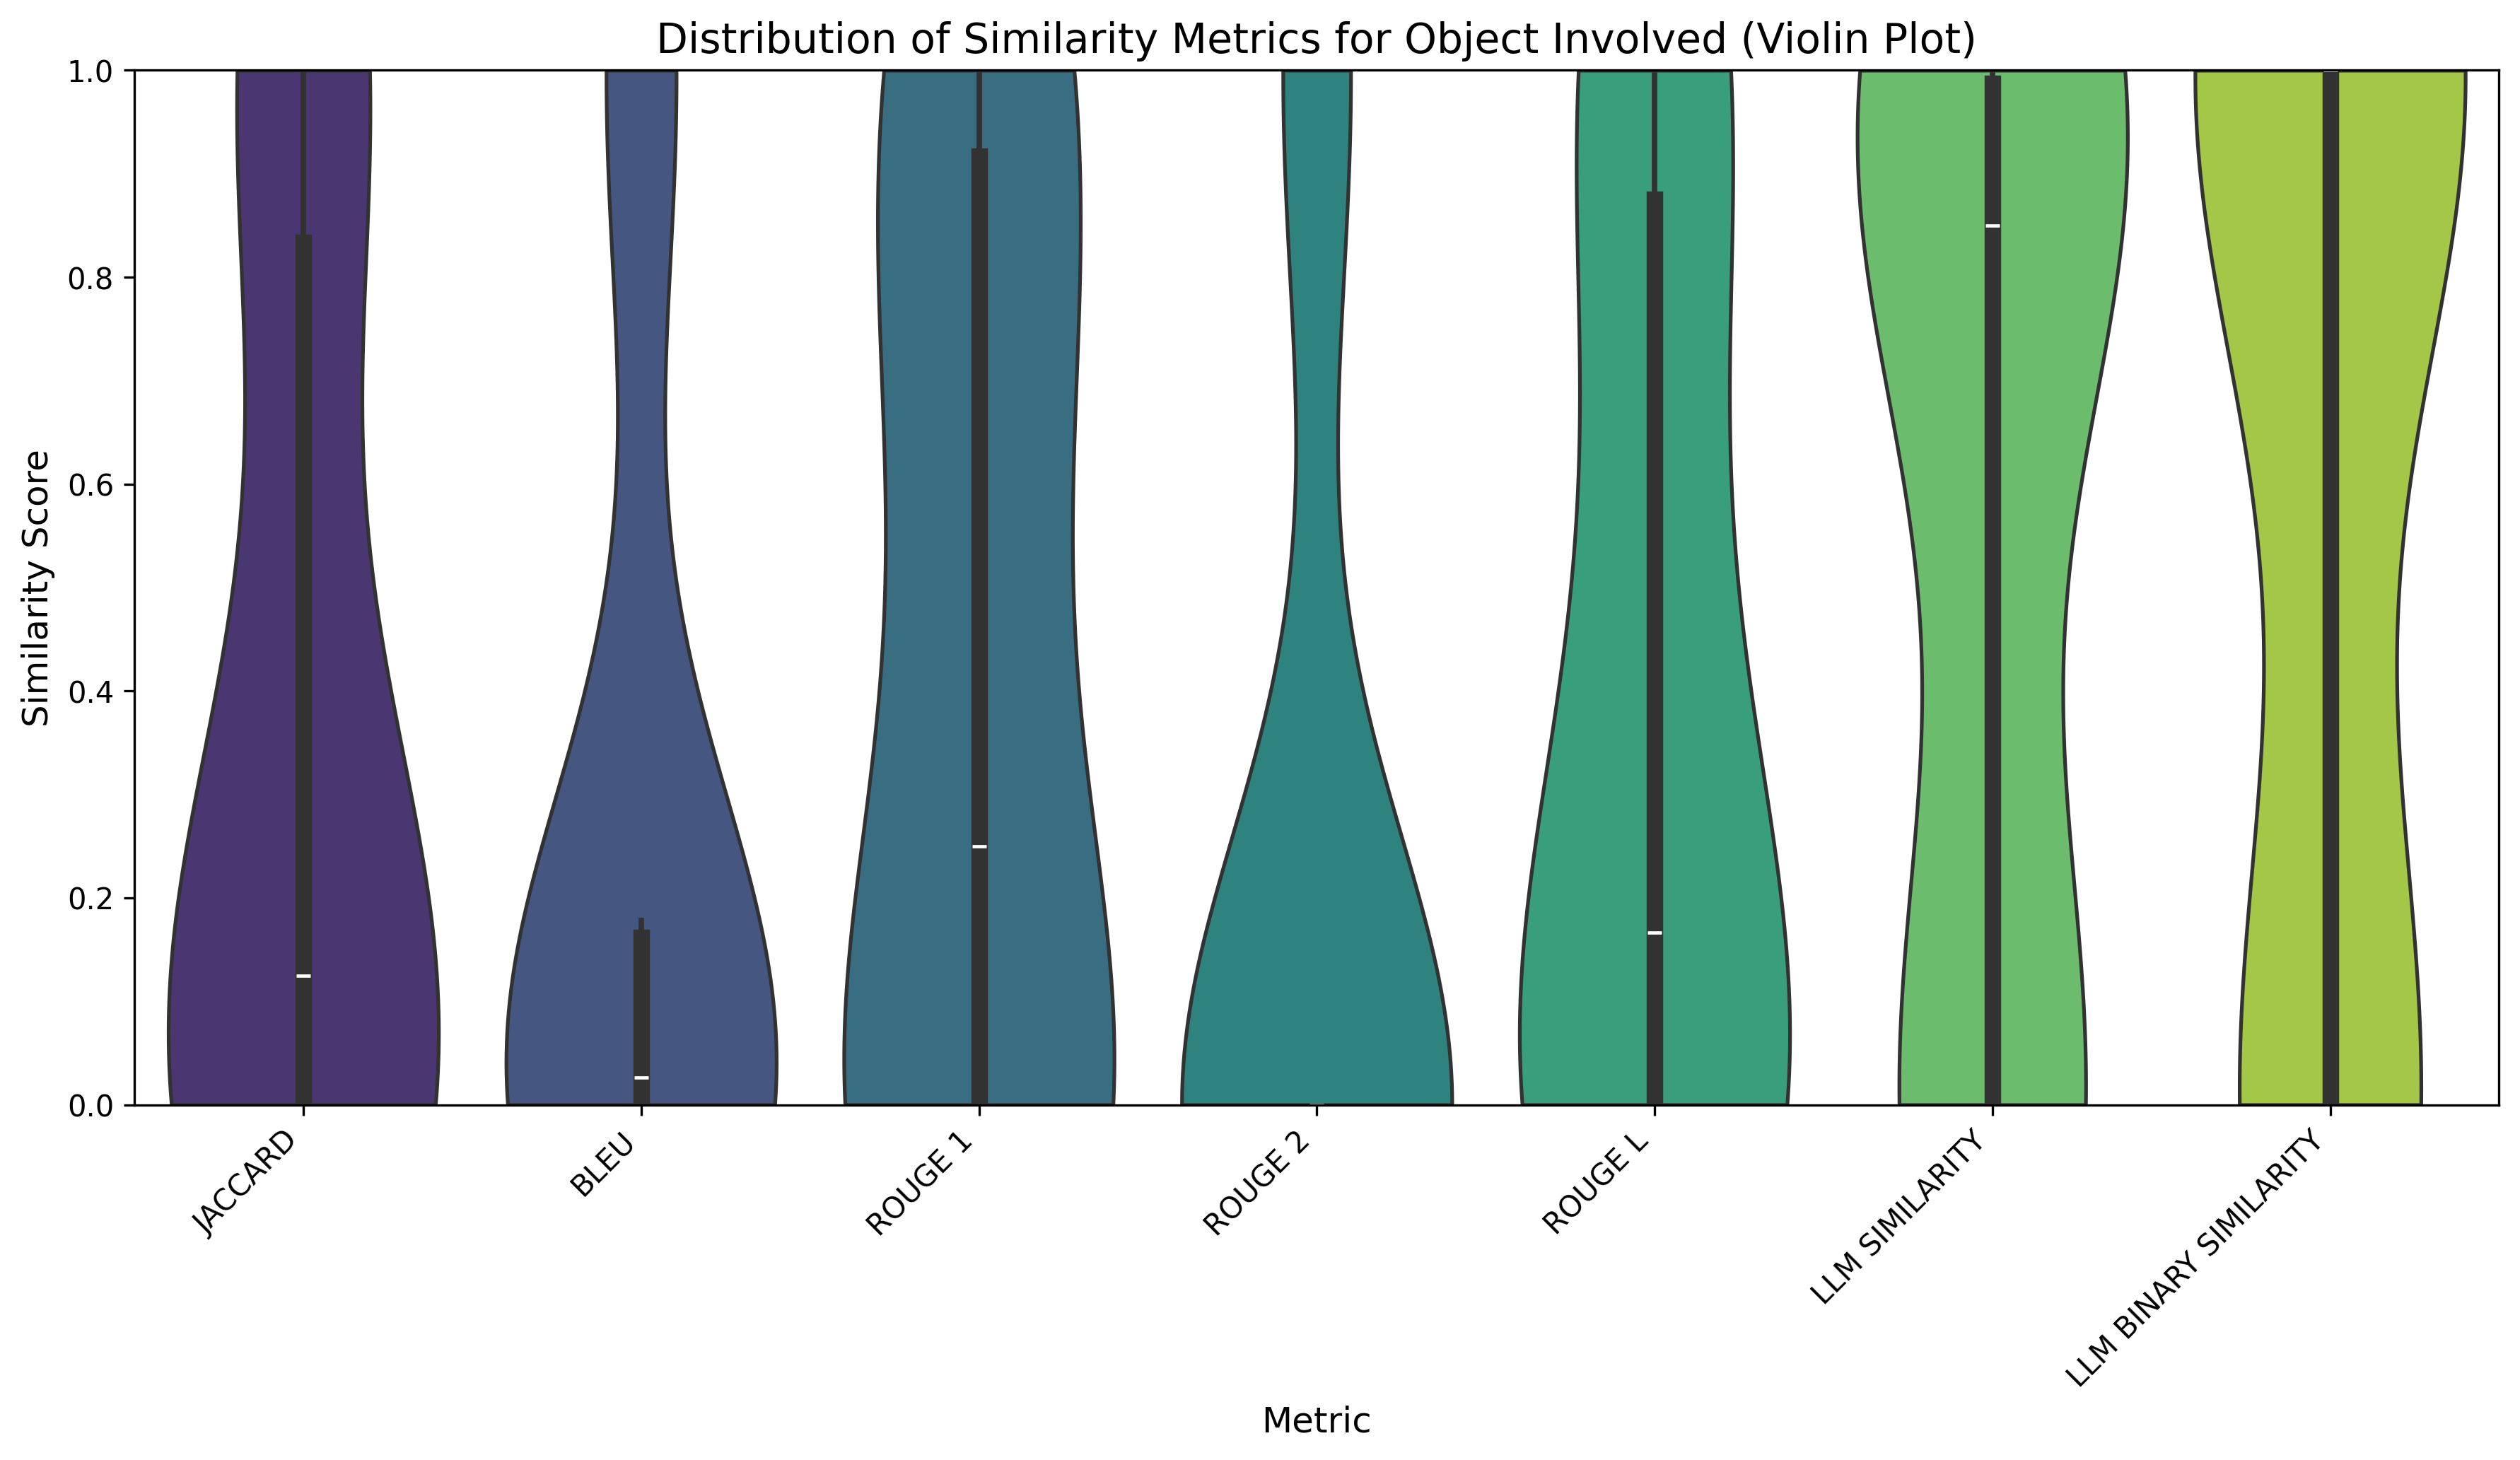 Distribution of Similarity Metrics for Object Involved (Violin Plot)
Similarity Score
1.0
0.8
0.6
0.4
0.2
0.0
JACCARD
BLEU
ROUGE 1
ROUGE 2
ROUGE L
LLM SIMILARITY
LLM BINARY SIMILARITY
Metric